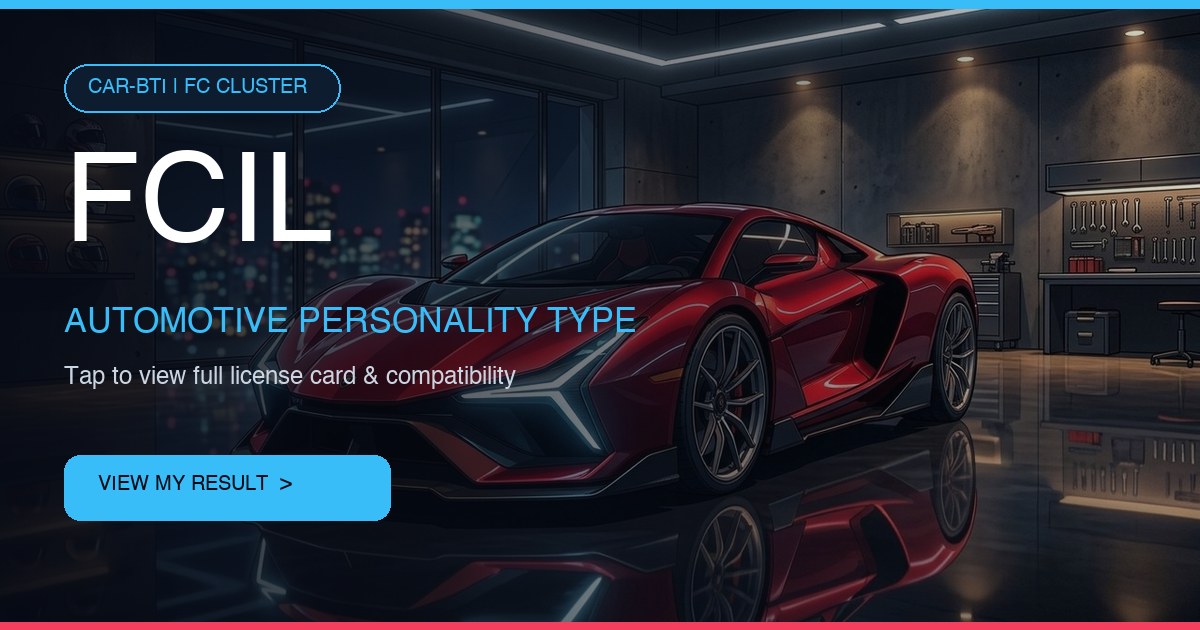 CAR-BTI | FC CLUSTER
FCIL
AUTOMOTIVE PERSONALITY TYPE
Tap to view full license card & compatibility
VIEW MY RESULT >